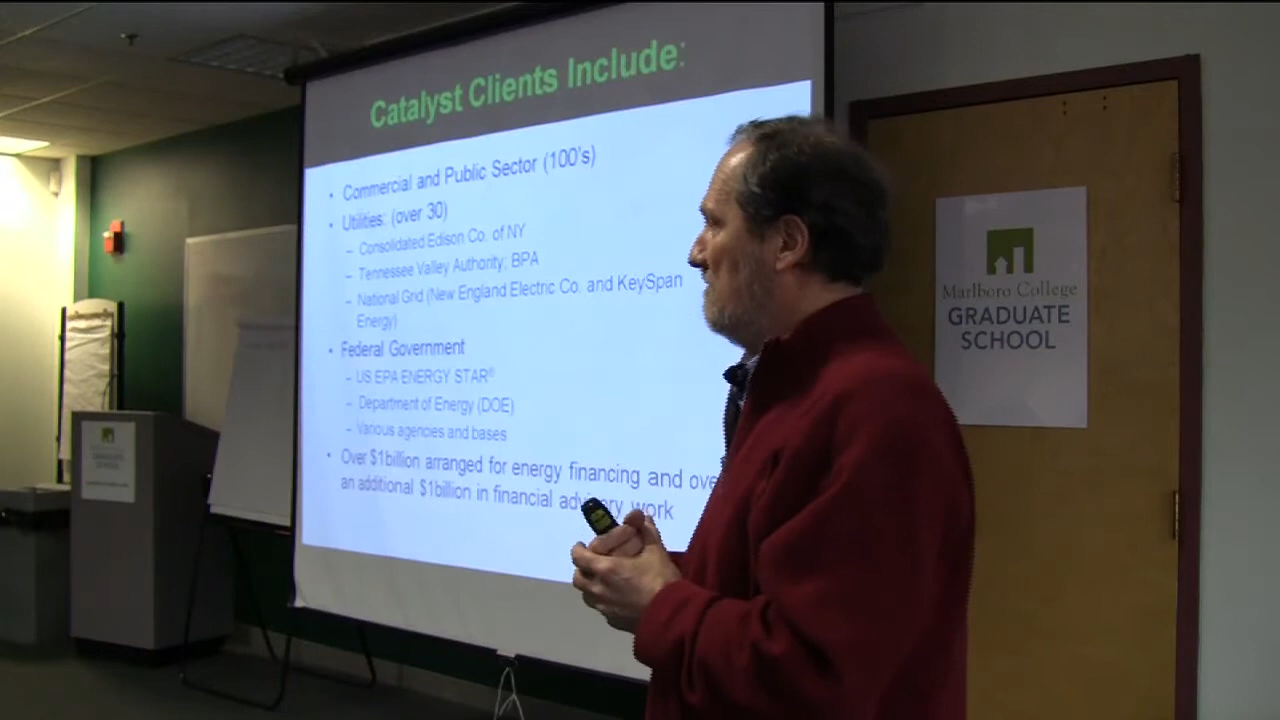 Catalyst Clients Include:
• Commercial and Public Sector (100's)
• Utilities: (over 30)
– Consolidated Edison Co. of NY
– Tennessee Valley Authority; BPA
– National Grid (New England Electric Co. and KeySpan
Energy)
• Federal Government
– US EPA ENERGY STAR®
– Department of Energy (DOE)
– Various agencies and bases
• Over $1billion arranged for energy financing and
an additional $1billion in financial advisory work
Marlboro College
GRADUATE
SCHOOL
GRADUATE
SCHOOL